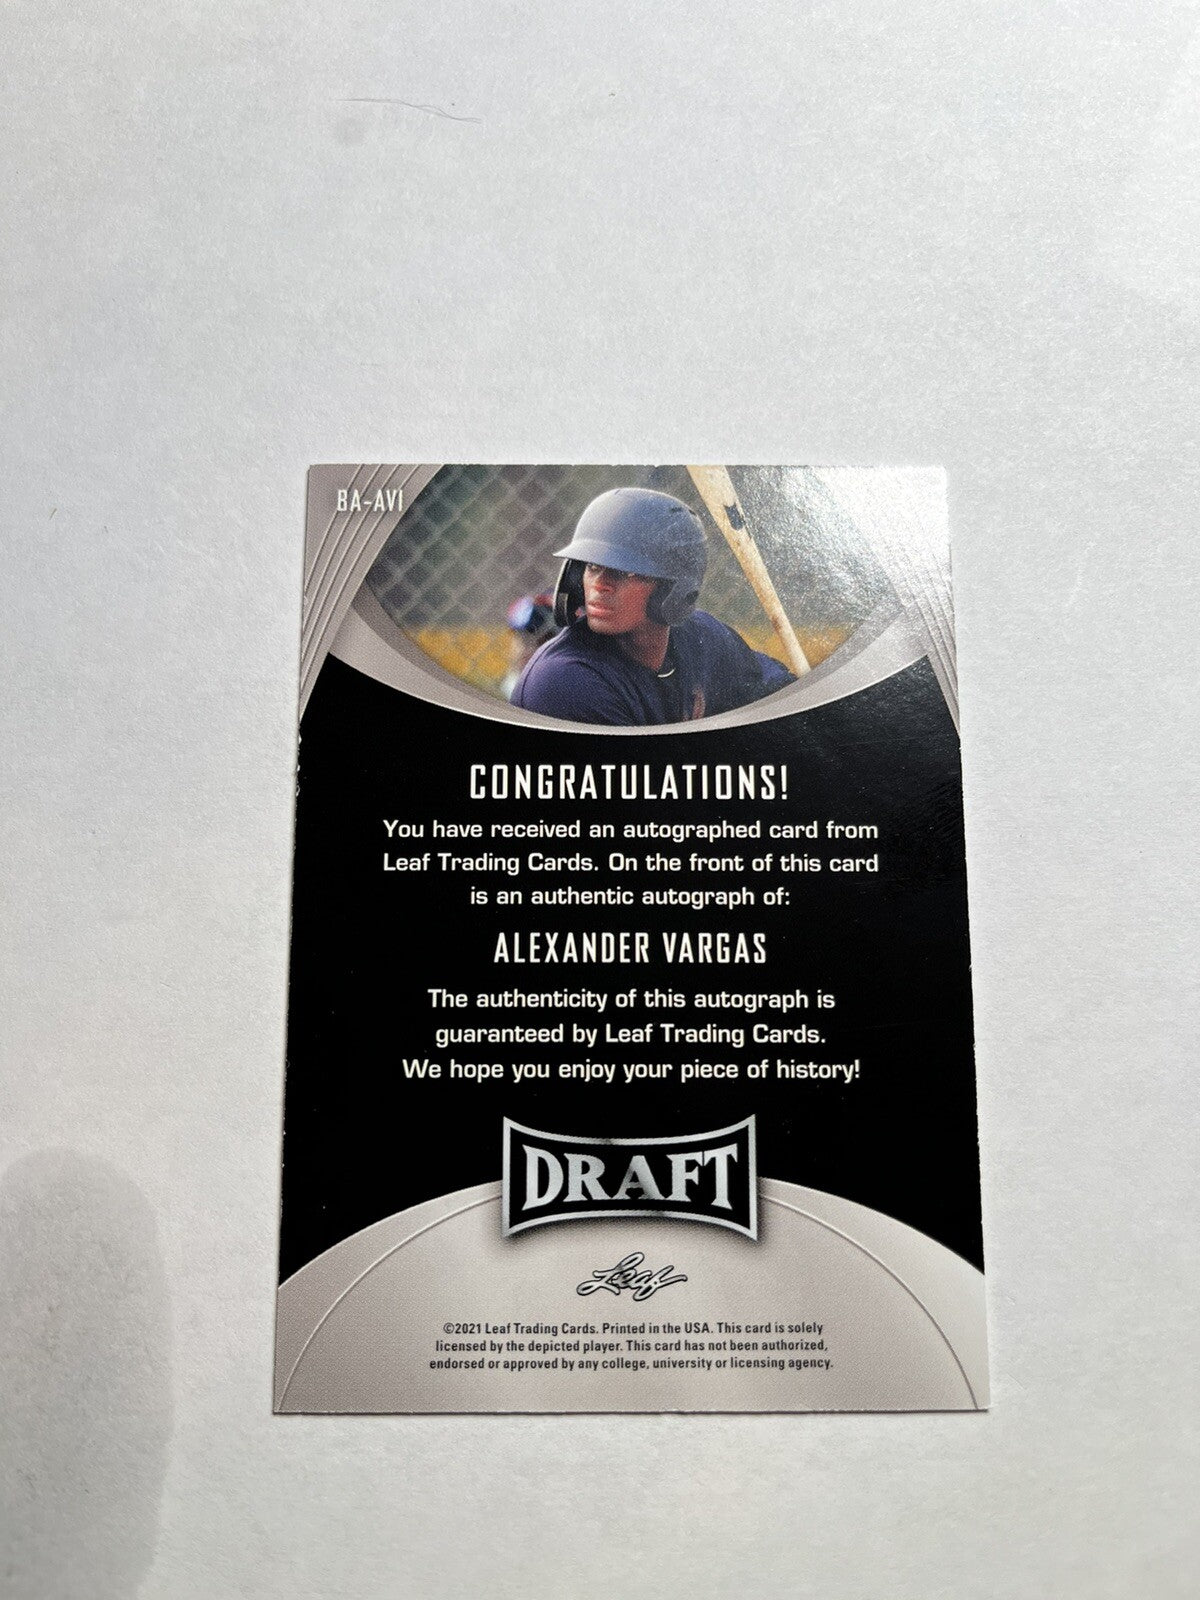 BA-AV1
CONGRATULATIONS!
You have received an autographed card from
Leaf Trading Cards. On the front of this card
is an authentic autograph of:
ALEXANDER VARGAS
The authenticity of this autograph is
guaranteed by Leaf Trading Cards.
We hope you enjoy your piece of history!
DRAFT
Leaf
©2021 Leaf Trading Cards. Printed in the USA. This card is solely
licensed by the depicted player. This card has not been authorized,
endorsed or approved by any college, university or licensing agency.